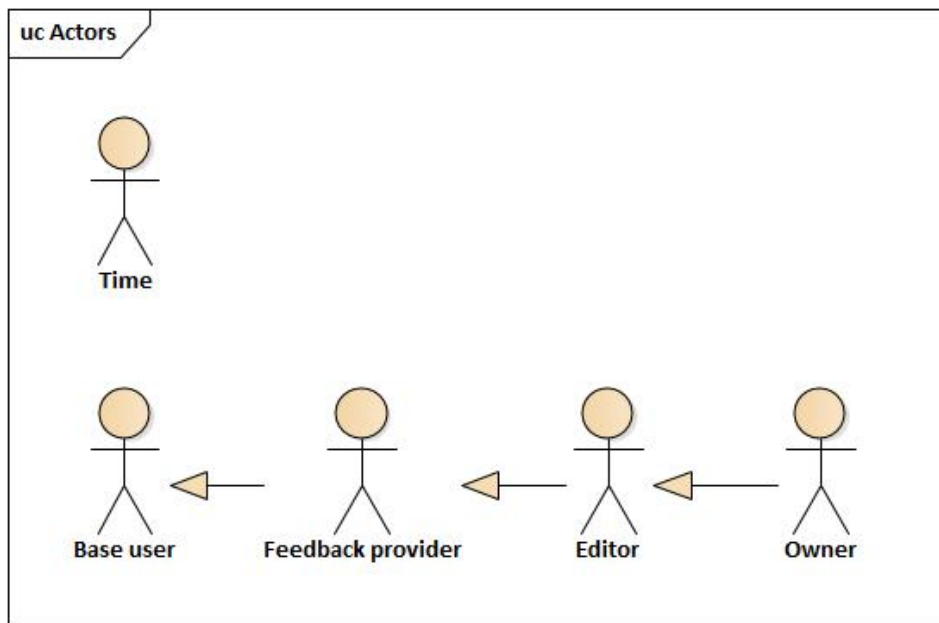 uc Actors
Time
Base user
Feedback provider
Editor
Owner